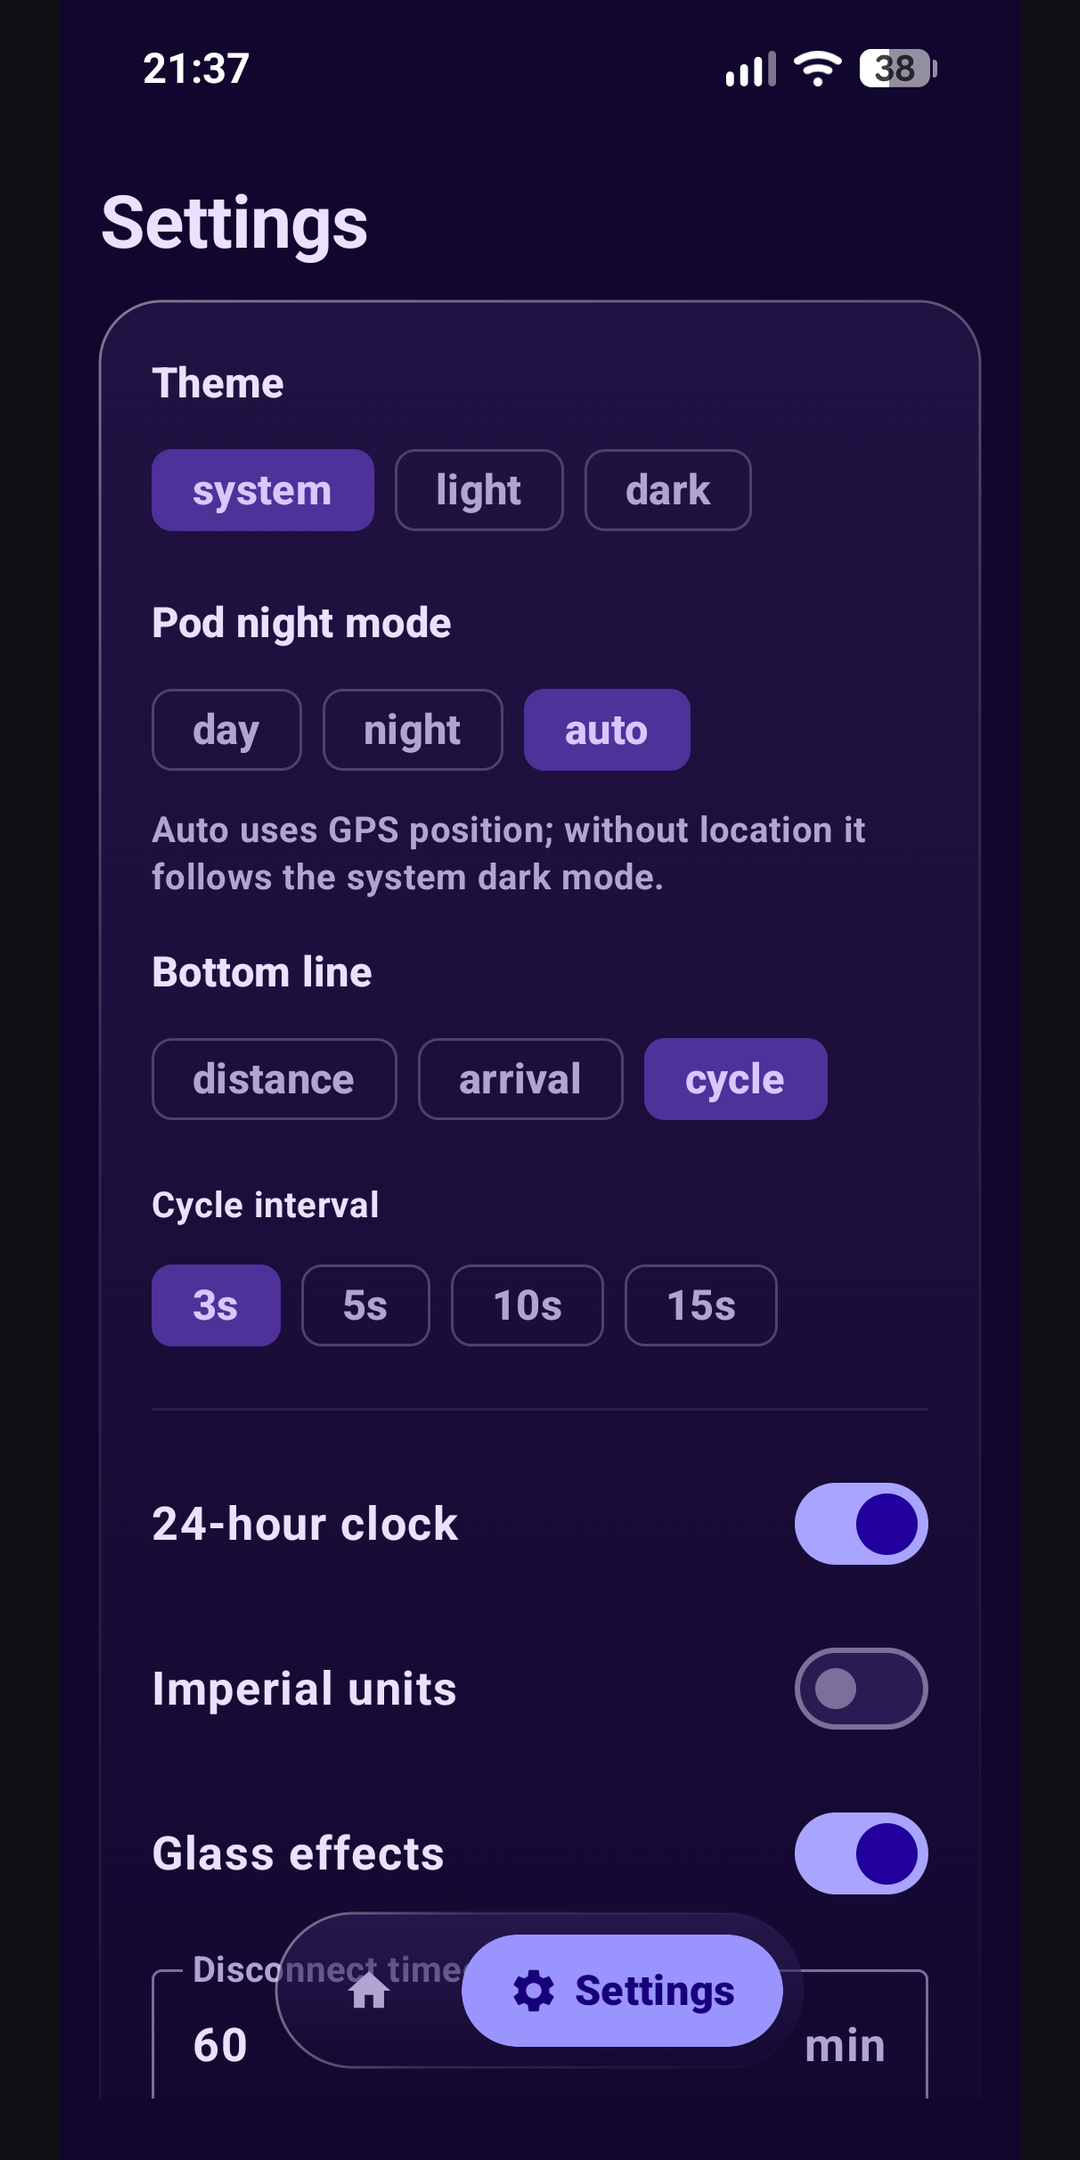 21:37
38
Settings
Theme
system light dark
Pod night mode
day night auto
Auto uses GPS position; without location it
follows the system dark mode.
Bottom line
distance arrival cycle
Cycle interval
3s 5s 10s 15s
24-hour clock
Imperial units
Glass effects
Disconnect
Settings
60 min